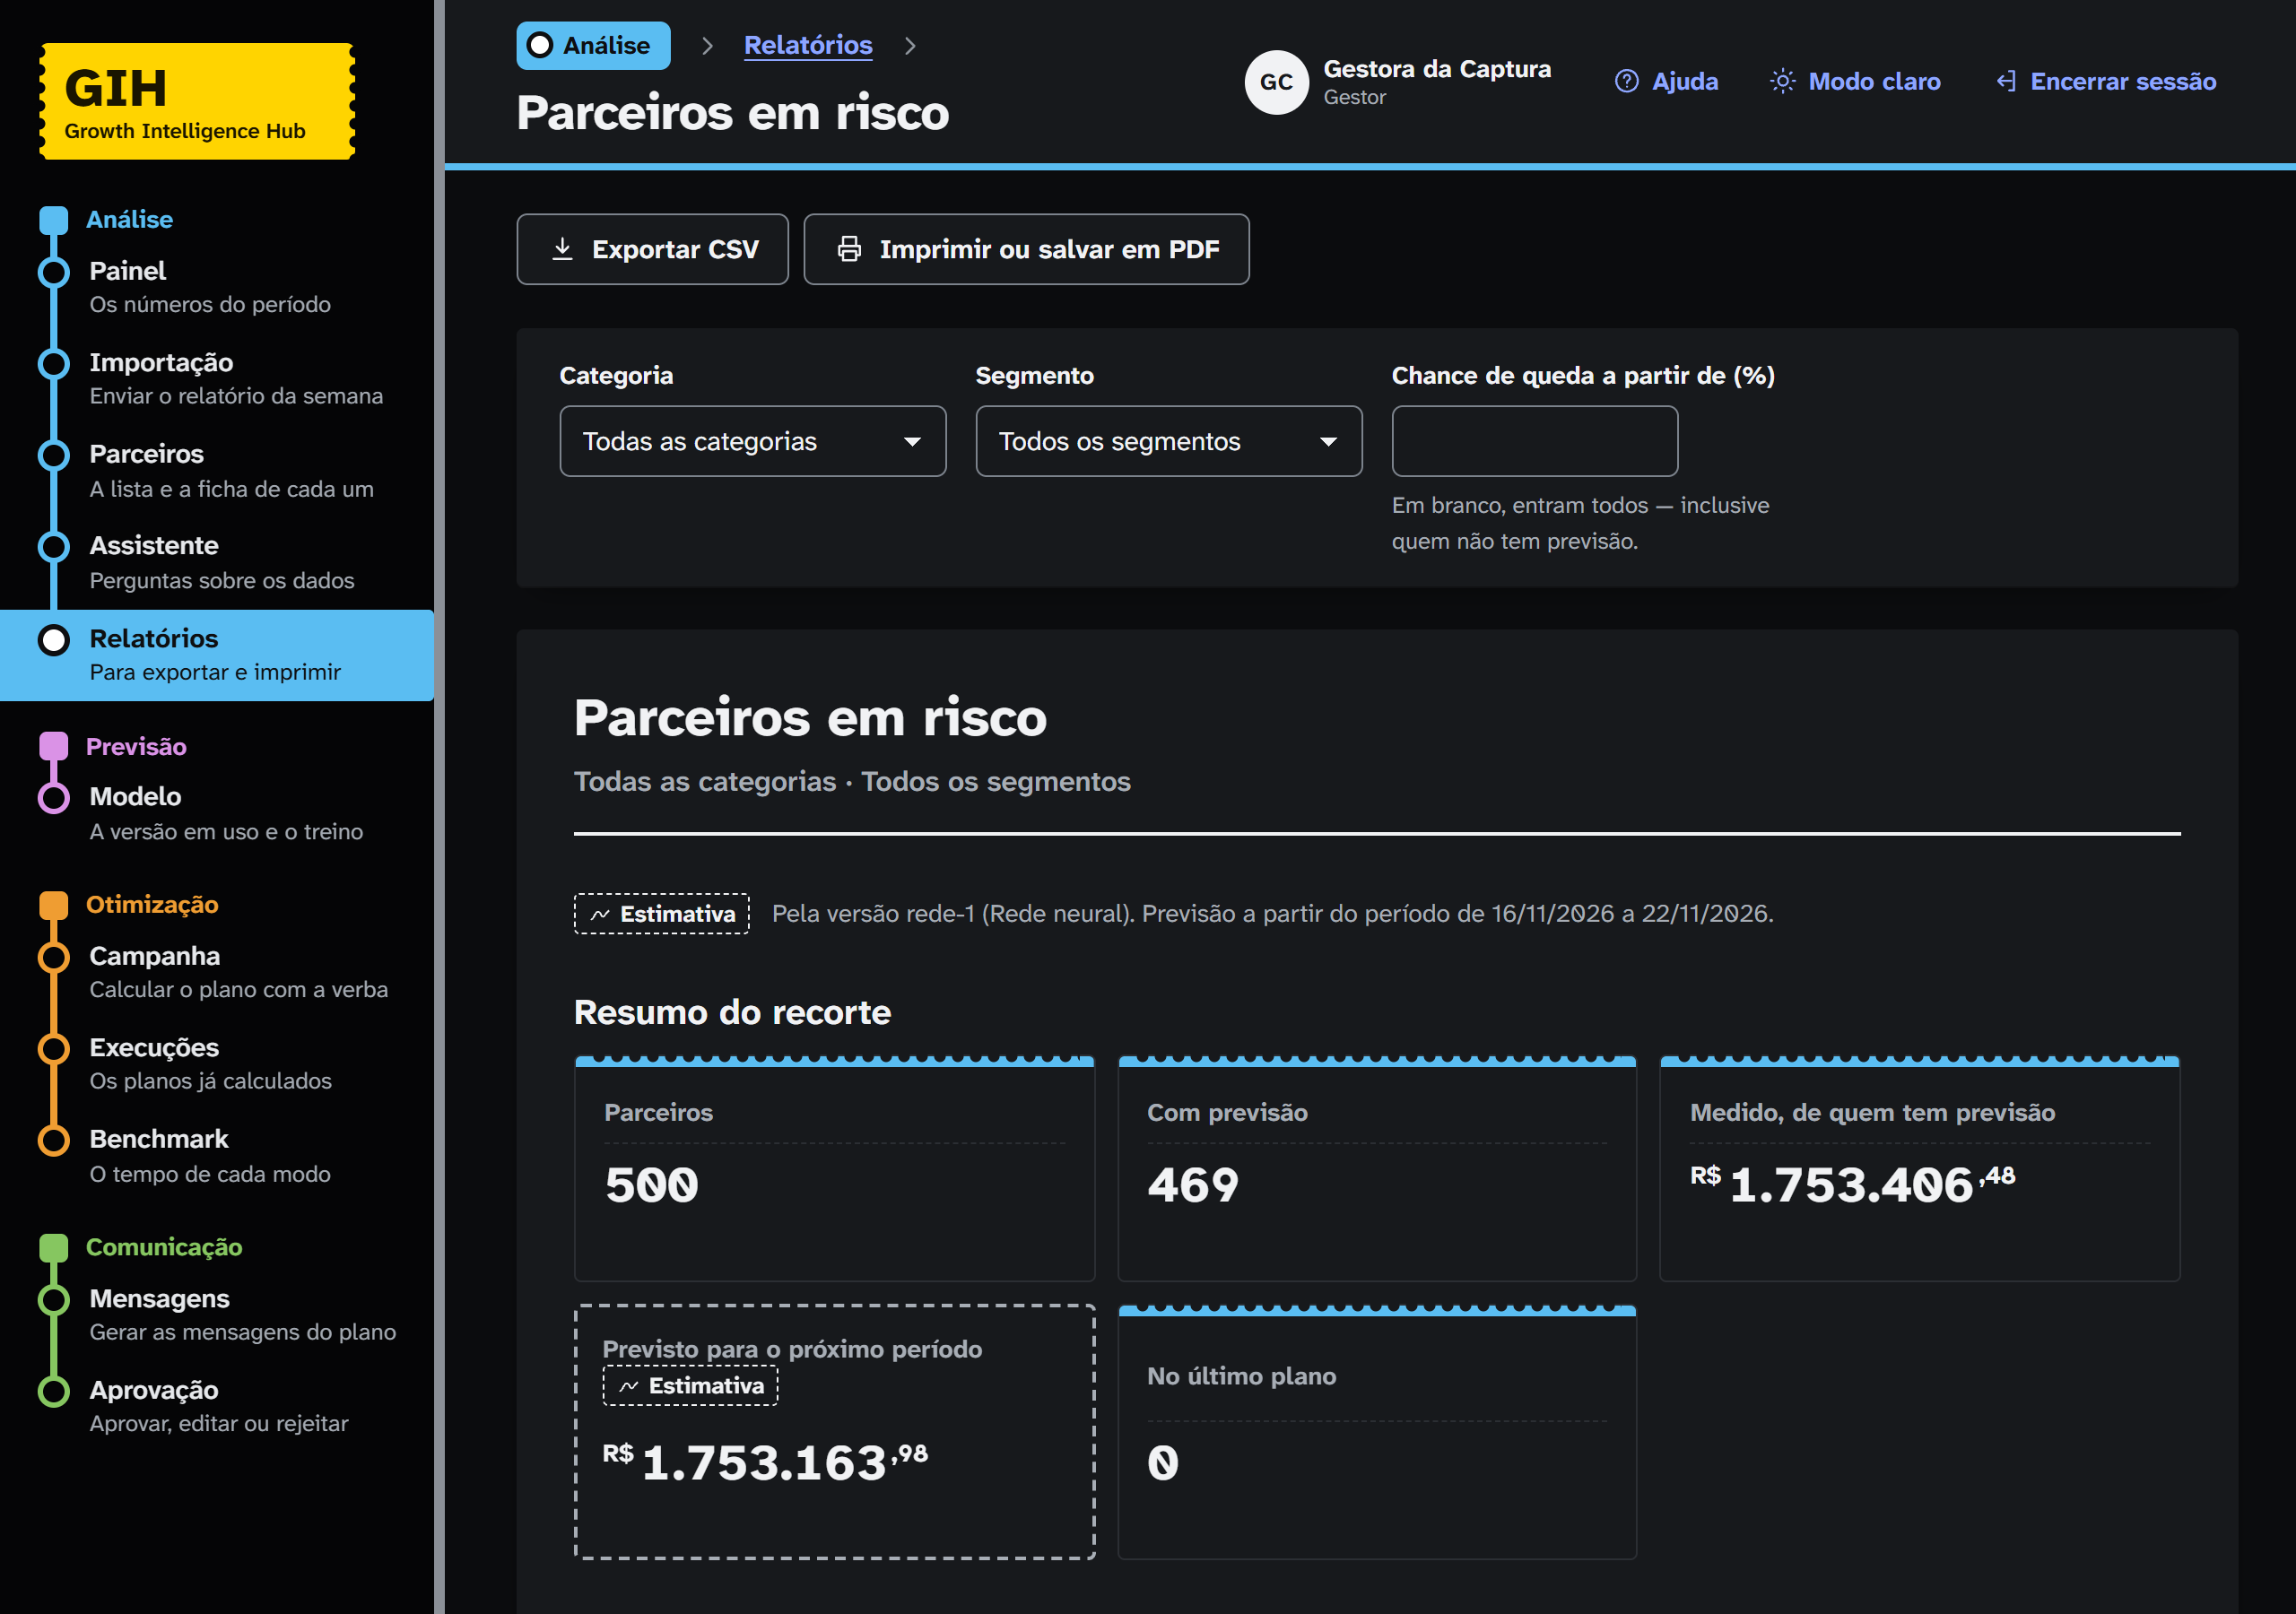 GIH
Growth Intelligence Hub
Análise
Painel
Os números do período
Importação
Enviar o relatório da semana
Parceiros
A lista e a ficha de cada um
Assistente
Perguntas sobre os dados
Relatórios
Para exportar e imprimir
Previsão
Modelo
A versão em uso e o treino
Otimização
Campanha
Calcular o plano com a verba
Execuções
Os planos já calculados
Benchmark
O tempo de cada modo
Comunicação
Mensagens
Gerar as mensagens do plano
Aprovação
Aprovar, editar ou rejeitar
Análise
Relatórios
Parceiros em risco
GC
Gestora da Captura
Gestor
Ajuda
Modo claro
Encerrar sessão
Exportar CSV
Imprimir ou salvar em PDF
Categoria
Todas as categorias
Segmento
Todos os segmentos
Chance de queda a partir de (%)
Em branco, entram todos — inclusive
quem não tem previsão.
Parceiros em risco
Todas as categorias · Todos os segmentos
Estimativa
Pela versão rede-1 (Rede neural). Previsão a partir do período de 16/11/2026 a 22/11/2026.
Resumo do recorte
Parceiros
500
Com previsão
469
Medido, de quem tem previsão
R$ 1.753.406,48
Previsto para o próximo período
Estimativa
R$ 1.753.163,98
No último plano
0